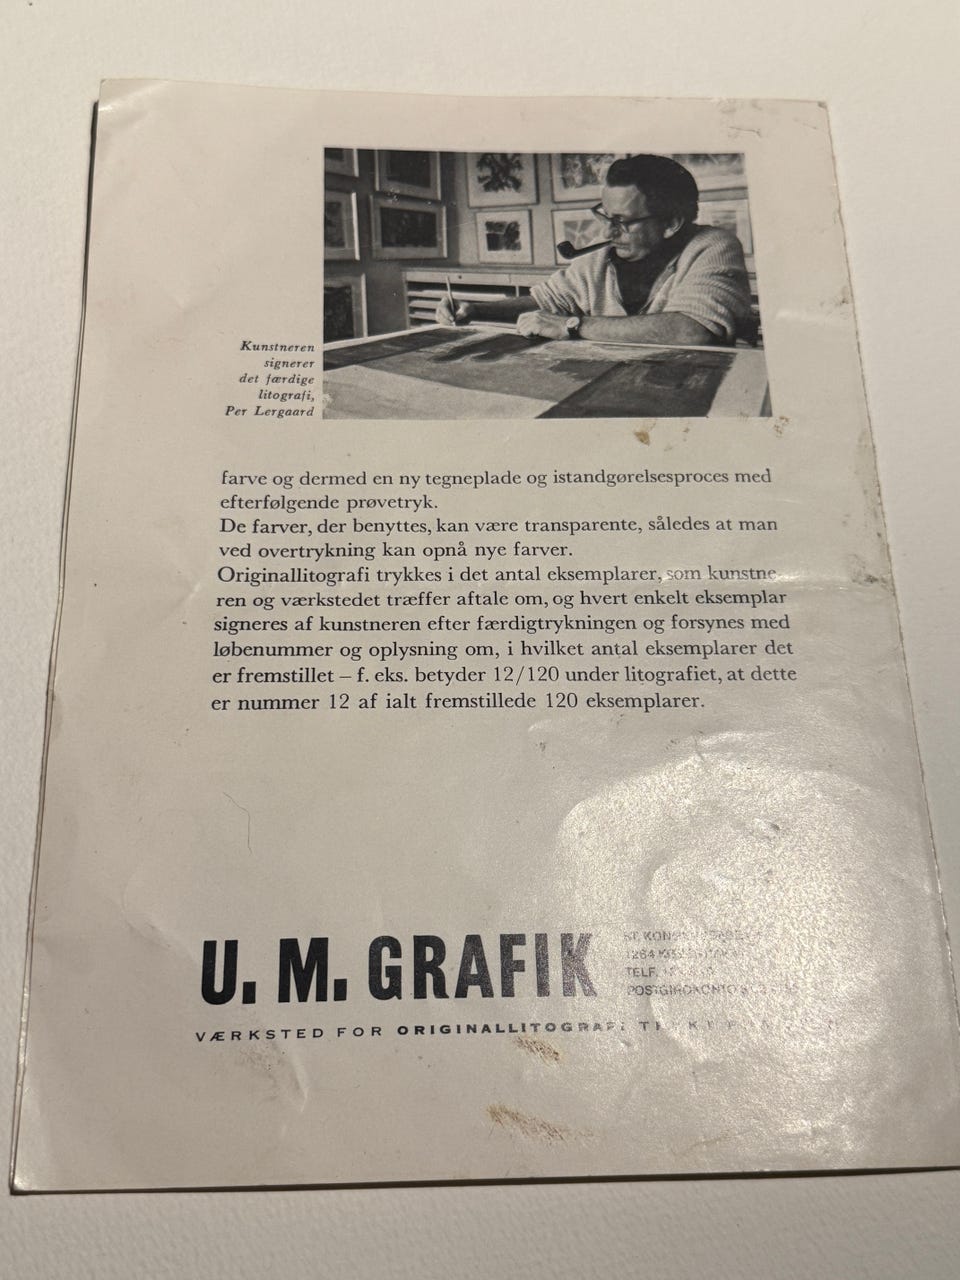 Kunstneren
signerer
det færdige
litografi,
Per Lergaard
farve og dermed en ny tegneplade og istandgørelsesproces med
efterfølgende prøvetryk.
De farver, der benyttes, kan være transparente, således at man
ved overtrykning kan opnå nye farver.
Originallitografi trykkes i det antal eksemplarer, som kunstne-
ren og værkstedet træffer aftale om, og hvert enkelt eksemplar
signeres af kunstneren efter færdigtrykningen og forsynes med
løbenummer og oplysning om, i hvilket antal eksemplarer det
er fremstillet – f. eks. betyder 12/120 under litografiet, at dette
er nummer 12 af ialt fremstillede 120 eksemplarer.
U. M. GRAFIK
1264
TELF.
POSTGIROKONTO
VÆRKSTED FOR ORIGINALLITOGRAFI